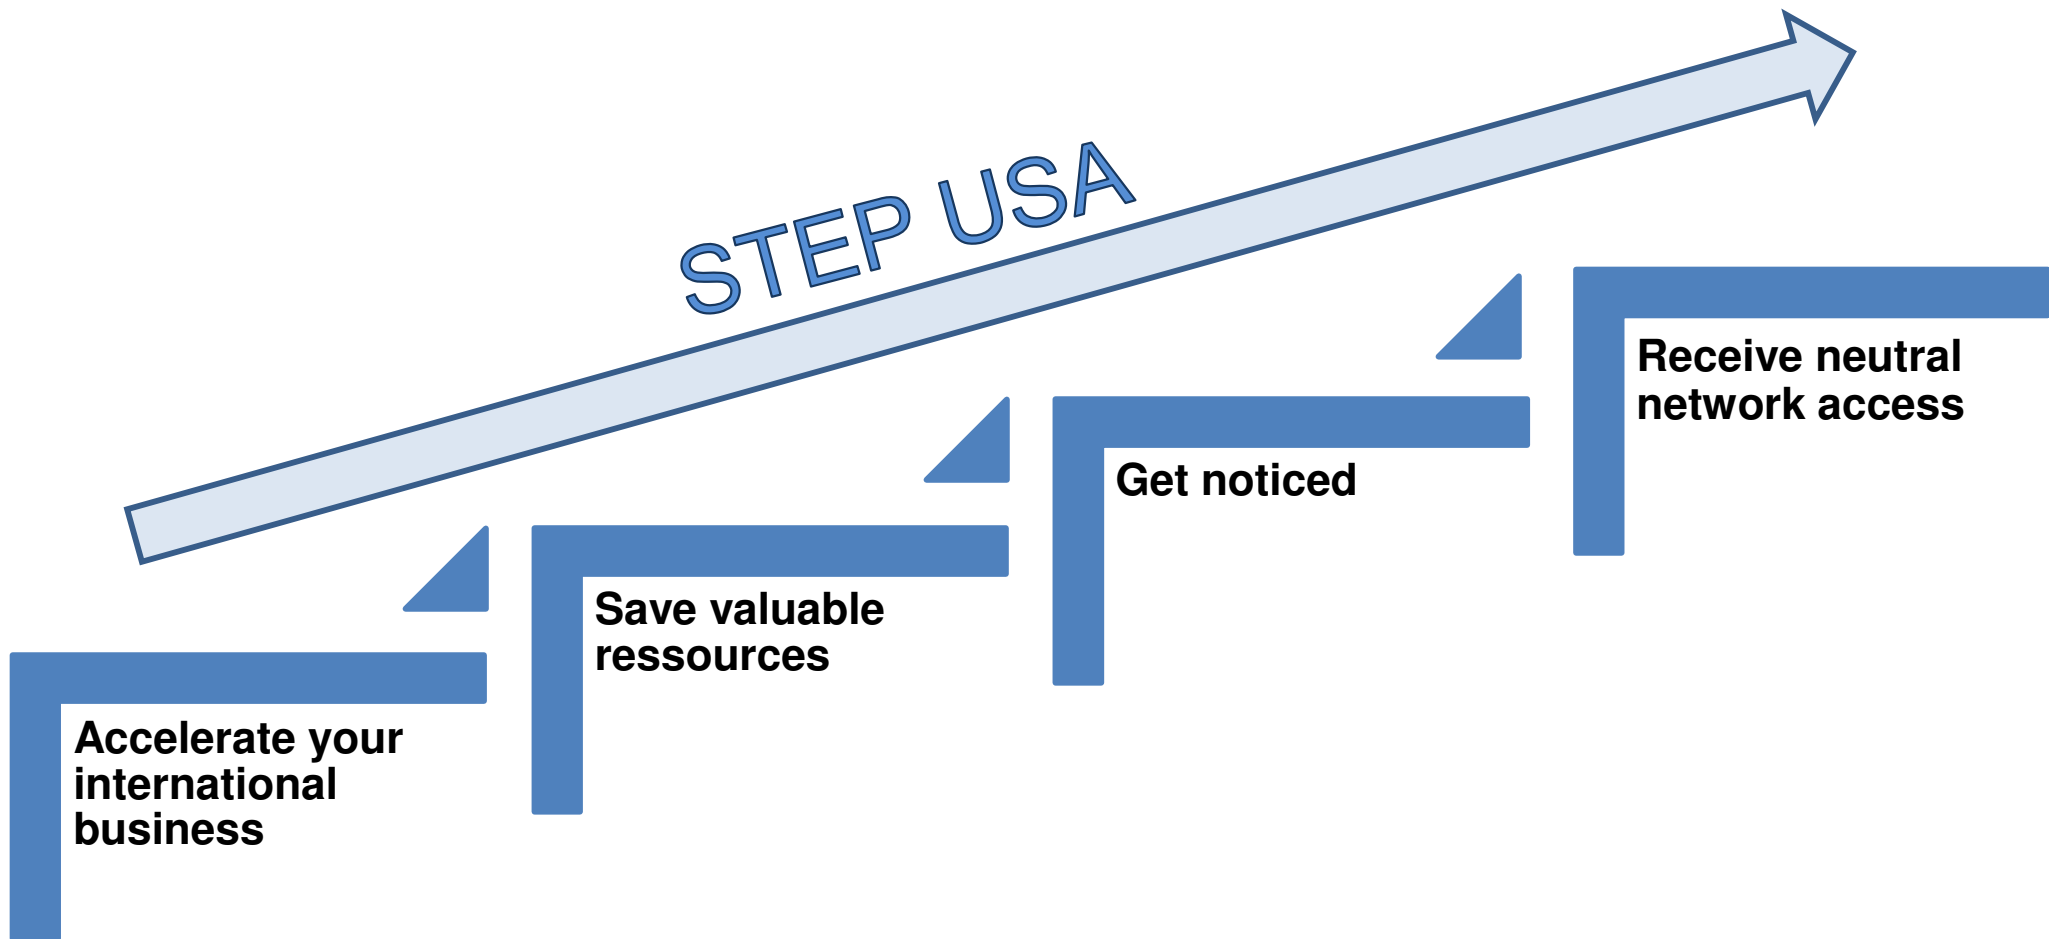 STEP USA
Receive neutral
network access
Get noticed
Save valuable
ressources
Accelerate your
international
business